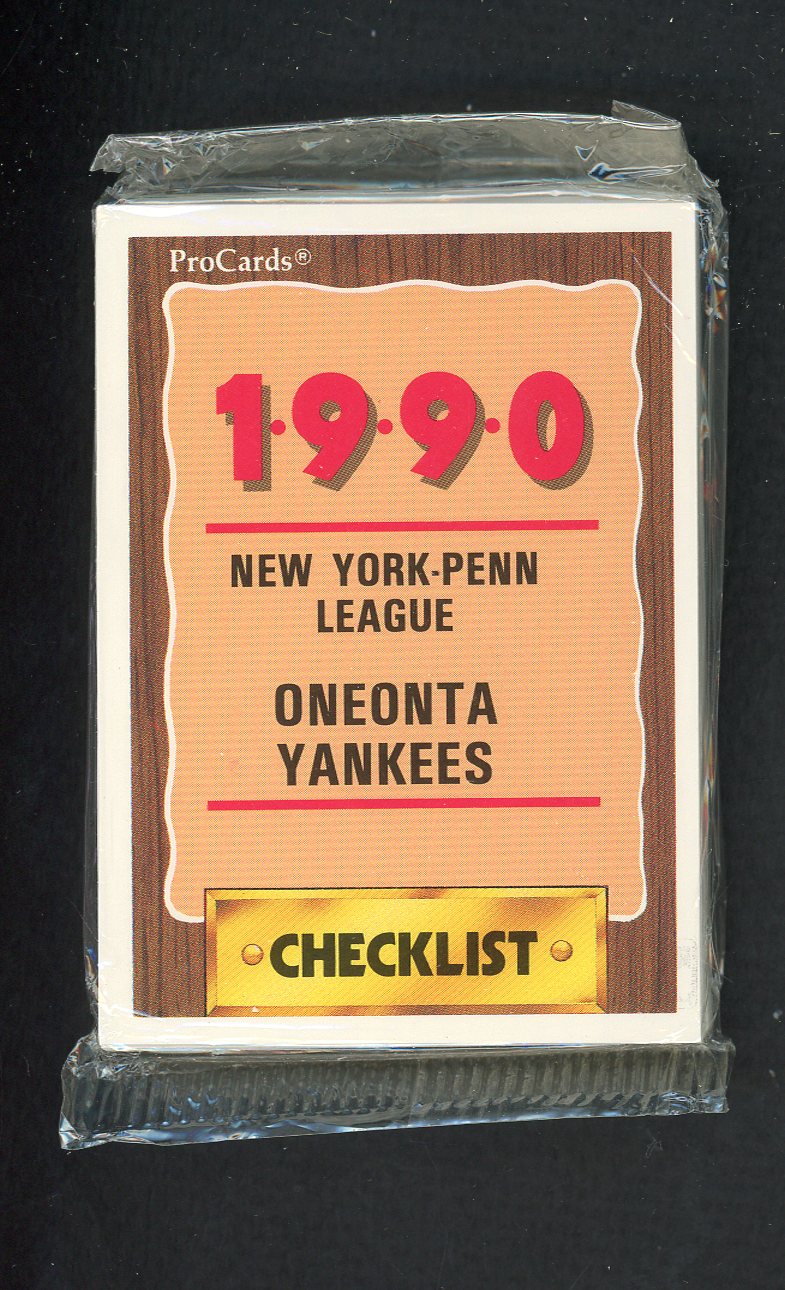 ProCards®
1·9·9·0
NEW YORK-PENN
LEAGUE
ONEONTA
YANKEES
CHECKLIST